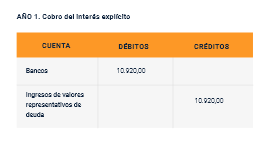 AÑO 1. Cobro del interés explícito
CUENTA DÉBITOS CRÉDITOS
Bancos 10.920,00
Ingresos de valores
representativos de
deuda
10.920,00